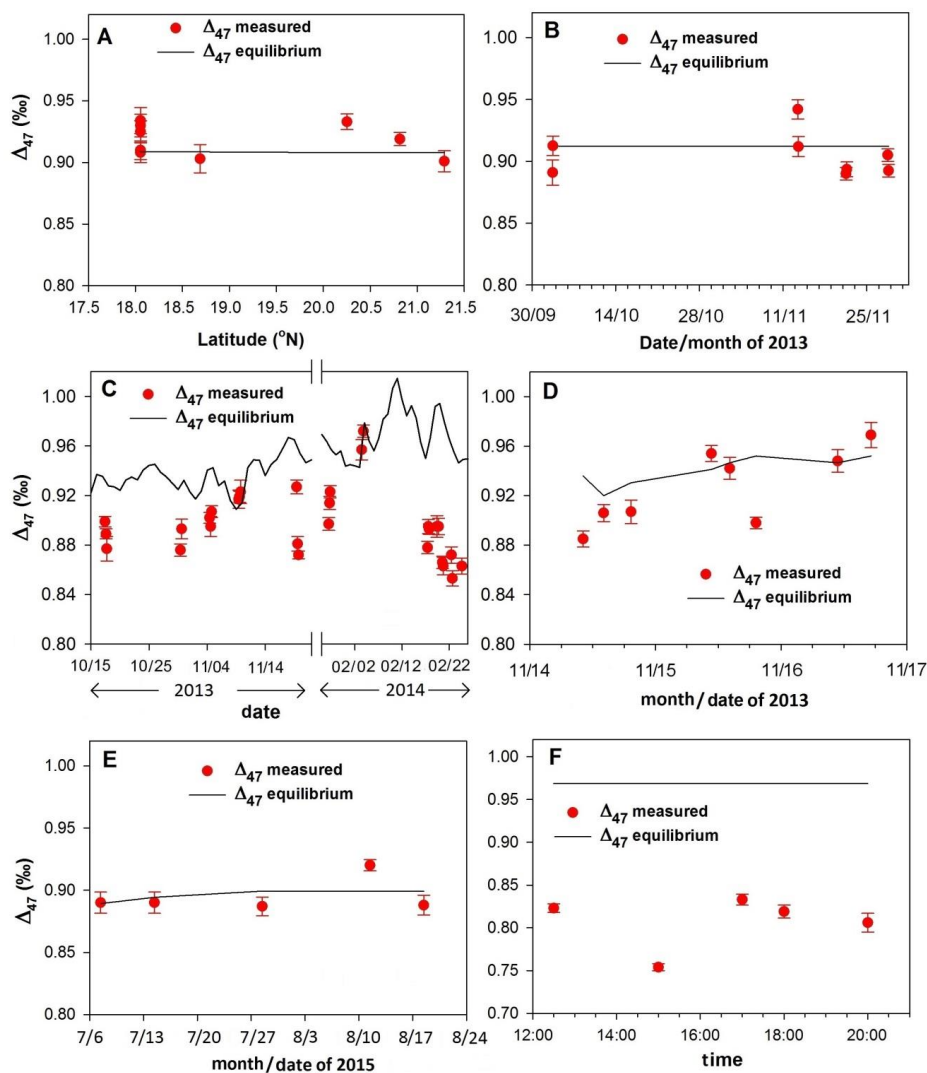 A
Δ47 measured
Δ47 equilibrium
1.00
0.95
0.90
0.85
0.80
Δ47 (‰)
17.5 18.0 18.5 19.0 19.5 20.0 20.5 21.0 21.5
Latitude (oN)
B
Δ47 measured
Δ47 equilibrium
1.00
0.95
0.90
0.85
0.80
30/09 14/10 28/10 11/11 25/11
Date/month of 2013
C
Δ47 measured
Δ47 equilibrium
1.00
0.96
0.92
0.88
0.84
0.80
Δ47 (‰)
10/15 10/25 11/04 11/14 02/02 02/12 02/22
2013 2014
date
D
1.00
0.96
0.92
0.88
0.84
0.80
Δ47 measured
Δ47 equilibrium
11/14 11/15 11/16 11/17
month/date of 2013
E
Δ47 measured
Δ47 equilibrium
1.00
0.95
0.90
0.85
0.80
Δ47 (‰)
7/6 7/13 7/20 7/27 8/3 8/10 8/17 8/24
month/date of 2015
F
1.00
0.95
0.90
0.85
0.80
0.75
0.70
Δ47 measured
Δ47 equilibrium
12:00 14:00 16:00 18:00 20:00
time